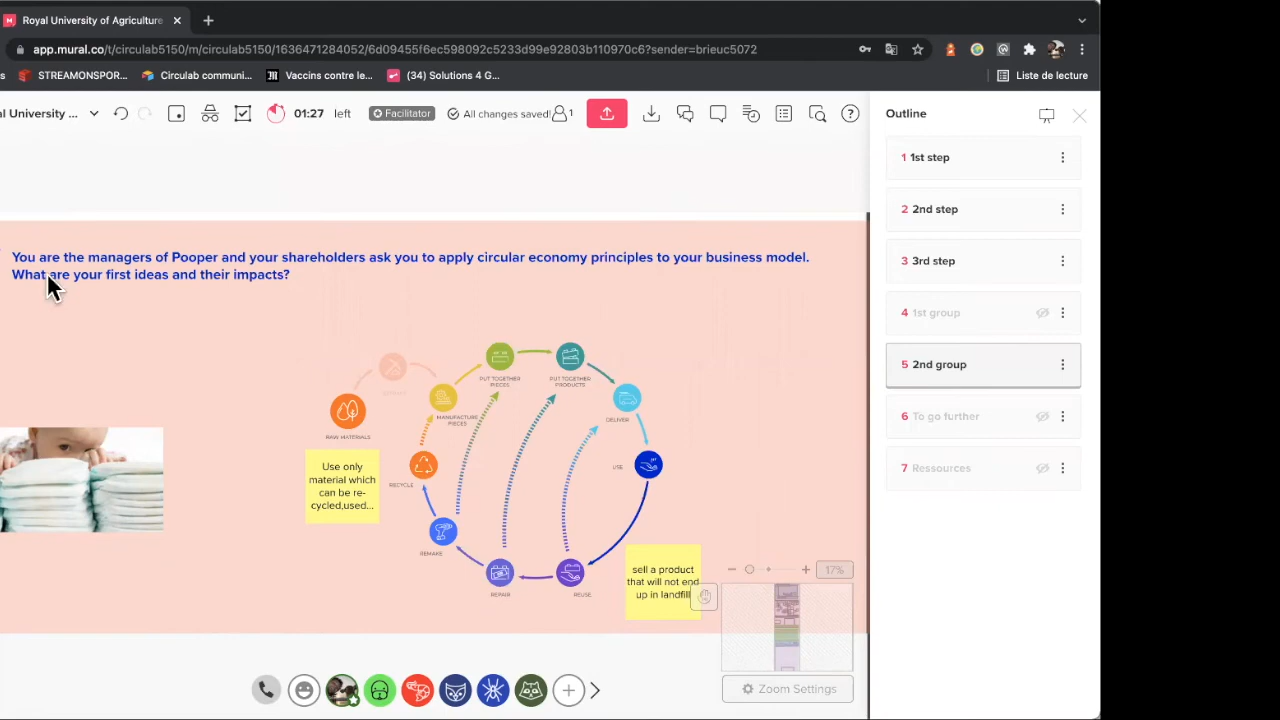 Royal University of Agriculture
app.mural.co/t/circulab5150/m/circulab5150/1636471284052/6d09455f6ec598092c5233d99e92803b110970c6?sender=brieuc5072
s STREAMONSPOR... Circulab communi... Vaccins contre le... (34) Solutions 4 G... Liste de lecture
al University ... 01:27 left Facilitator All changes saved! 1
Outline
1 1st step
2 2nd step
3 3rd step
4 1st group
5 2nd group
6 To go further
7 Ressources
You are the managers of Pooper and your shareholders ask you to apply circular economy principles to your business model.
What are your first ideas and their impacts?
PUT TOGETHER
PIECES
PUT TOGETHER
PRODUCTS
MANUFACTURE
PIECES
DELIVER
RAW MATERIALS
USE
RECYCLE
REMAKE
REPAIR
REUSE
Use only
material which
can be re-
cycled,used...
sell a product
that will not end
up in landfill
17%
Zoom Settings